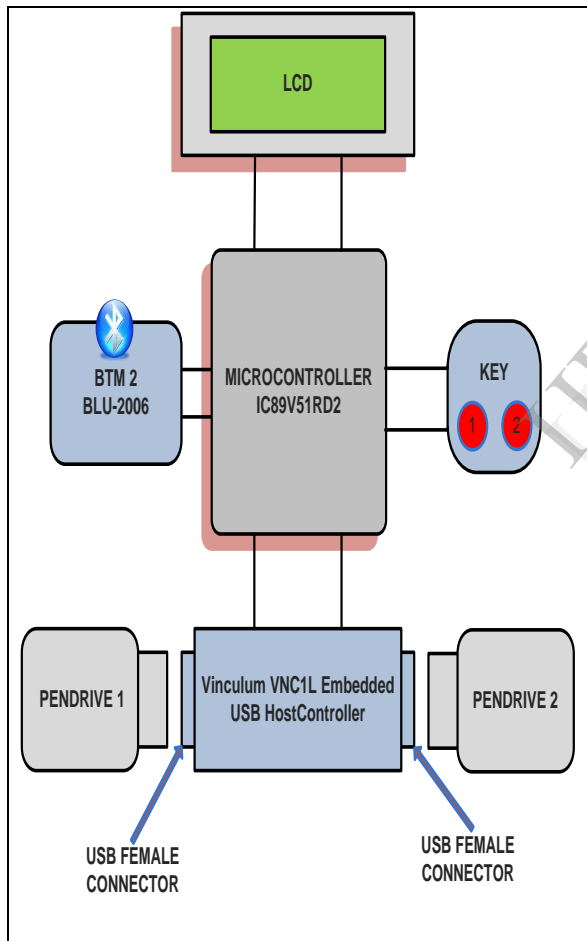 LCD
BTM 2
BLU-2006
MICROCONTROLLER
IC89V51RD2
KEY
1 2
PENDRIVE 1
Vinculum VNC1L Embedded
USB HostController
PENDRIVE 2
USB FEMALE
CONNECTOR
USB FEMALE
CONNECTOR